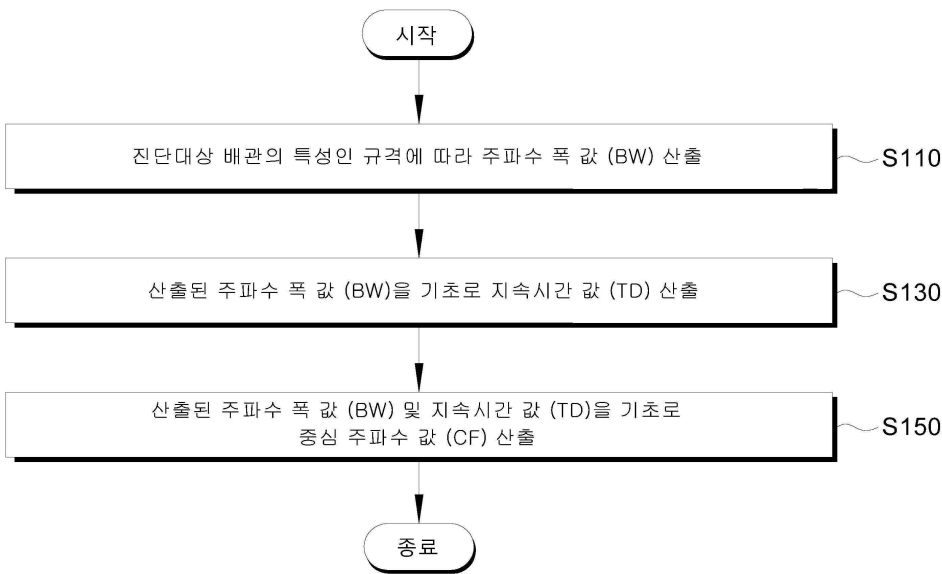 시작
진단대상 배관의 특성인 규격에 따라 주파수 폭 값 (BW) 산출
S110
산출된 주파수 폭 값 (BW)을 기초로 지속시간 값 (TD) 산출
S130
산출된 주파수 폭 값 (BW) 및 지속시간 값 (TD)을 기초로
중심 주파수 값 (CF) 산출
S150
종료